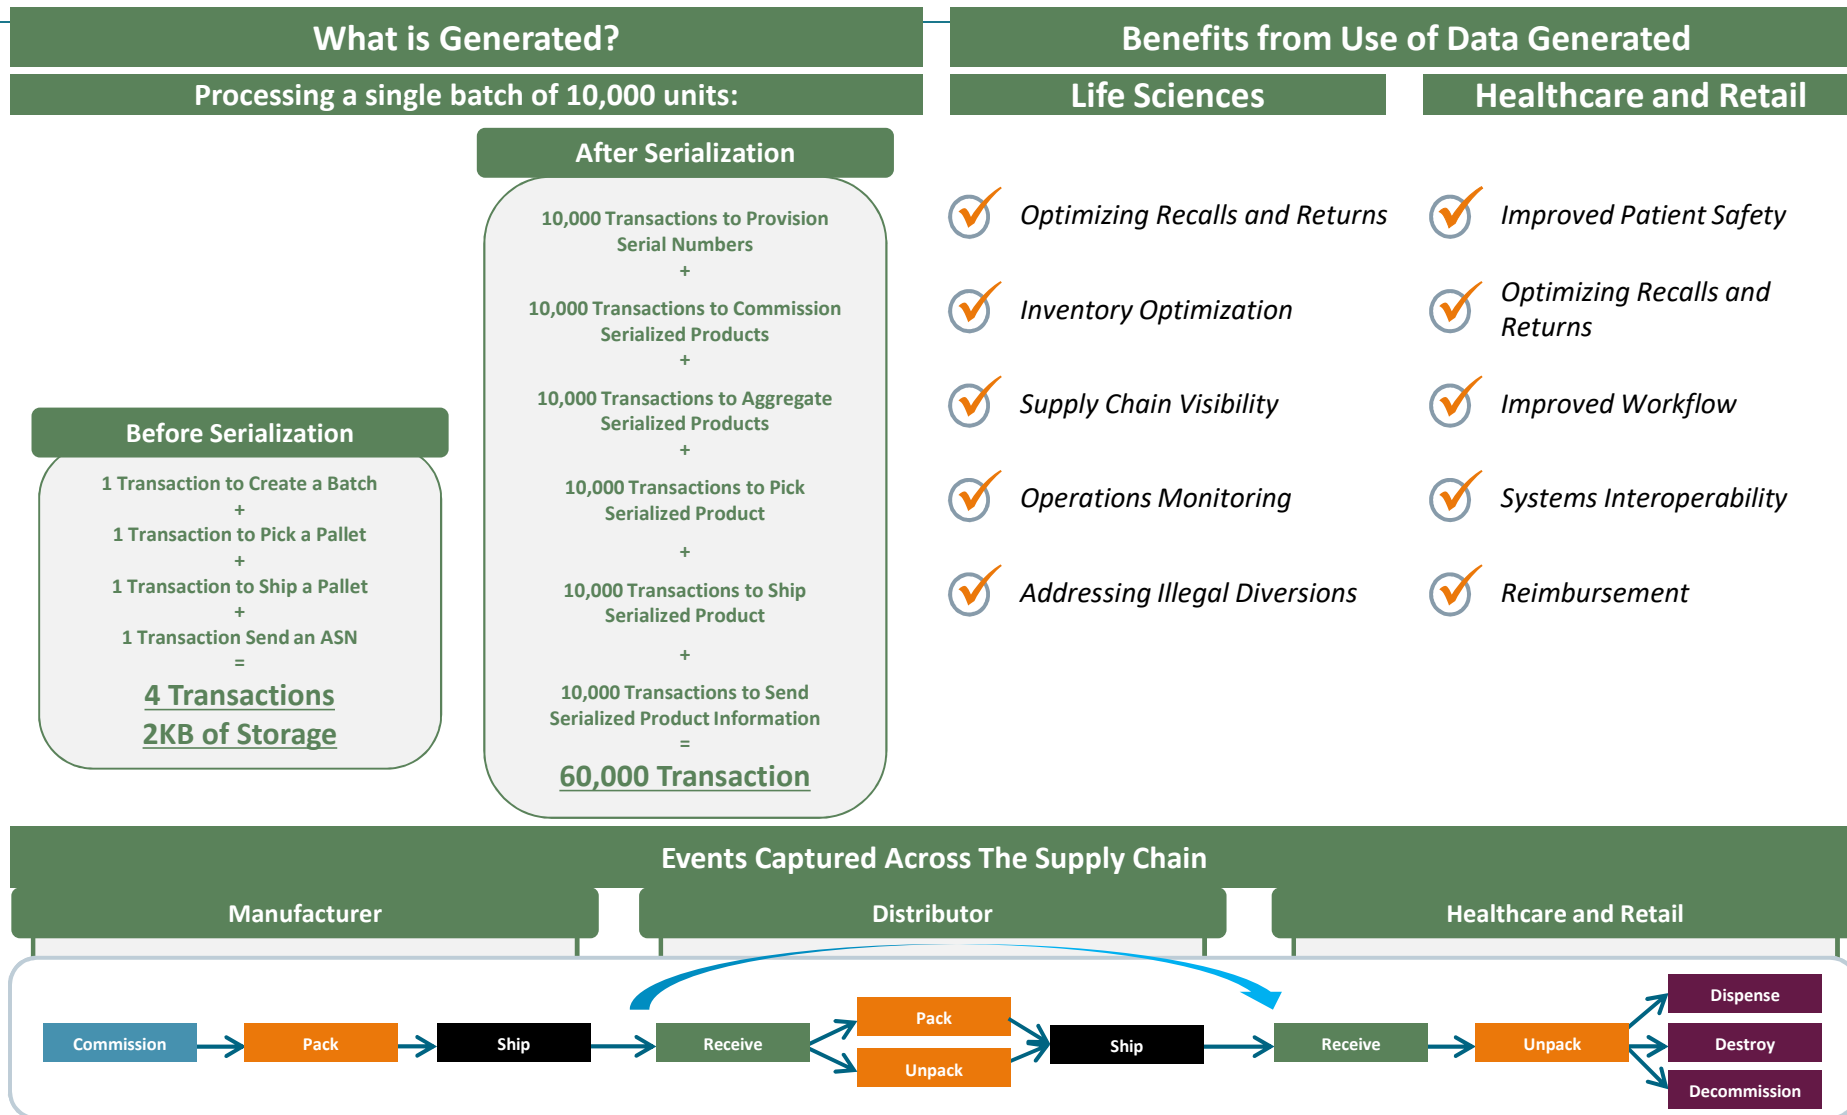 What is Generated?
Processing a single batch of 10,000 units:
Before Serialization
1 Transaction to Create a Batch
+
1 Transaction to Pick a Pallet
+
1 Transaction to Ship a Pallet
+
1 Transaction Send an ASN
=
4 Transactions
2KB of Storage
After Serialization
10,000 Transactions to Provision
Serial Numbers
+
10,000 Transactions to Commission
Serialized Products
+
10,000 Transactions to Aggregate
Serialized Products
+
10,000 Transactions to Pick
Serialized Product
+
10,000 Transactions to Ship
Serialized Product
+
10,000 Transactions to Send
Serialized Product Information
=
60,000 Transaction
Benefits from Use of Data Generated
Life Sciences
Optimizing Recalls and Returns
Inventory Optimization
Supply Chain Visibility
Operations Monitoring
Addressing Illegal Diversions
Healthcare and Retail
Improved Patient Safety
Optimizing Recalls and
Returns
Improved Workflow
Systems Interoperability
Reimbursement
Events Captured Across The Supply Chain
Manufacturer
Distributor
Healthcare and Retail
Commission
Pack
Ship
Receive
Pack
Unpack
Ship
Receive
Unpack
Dispense
Destroy
Decommission